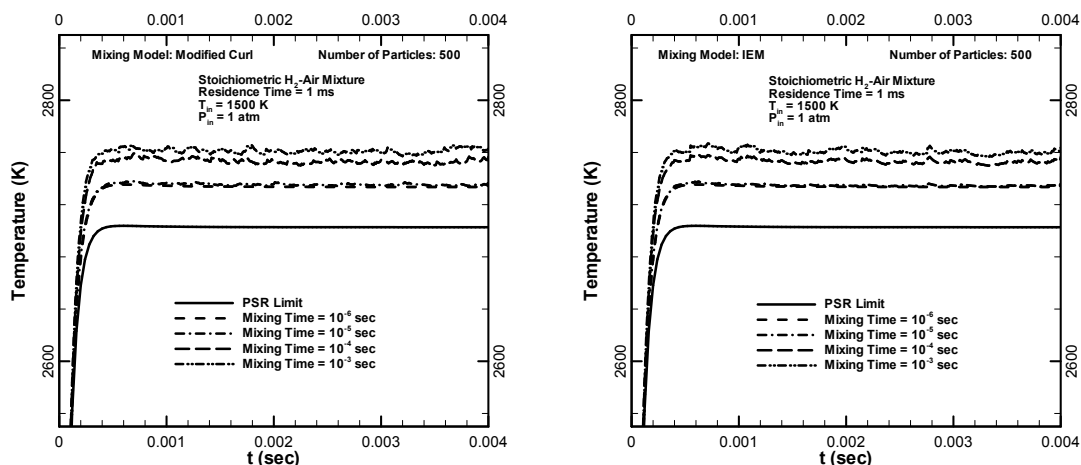 0 0.001 0.002 0.003 0.004
Mixing Model: Modified Curl Number of Particles: 500
Stoichiometric H2-Air Mixture
Residence Time = 1 ms
Tin = 1500 K
Pin = 1 atm
2800
2800
Temperature (K)
PSR Limit
Mixing Time = 10-6 sec
Mixing Time = 10-5 sec
Mixing Time = 10-4 sec
Mixing Time = 10-3 sec
2600
2600
0 0.001 0.002 0.003 0.004
t (sec)
0 0.001 0.002 0.003 0.004
Mixing Model: IEM Number of Particles: 500
Stoichiometric H2-Air Mixture
Residence Time = 1 ms
Tin = 1500 K
Pin = 1 atm
2800
2800
Temperature (K)
PSR Limit
Mixing Time = 10-6 sec
Mixing Time = 10-5 sec
Mixing Time = 10-4 sec
Mixing Time = 10-3 sec
2600
2600
0 0.001 0.002 0.003 0.004
t (sec)